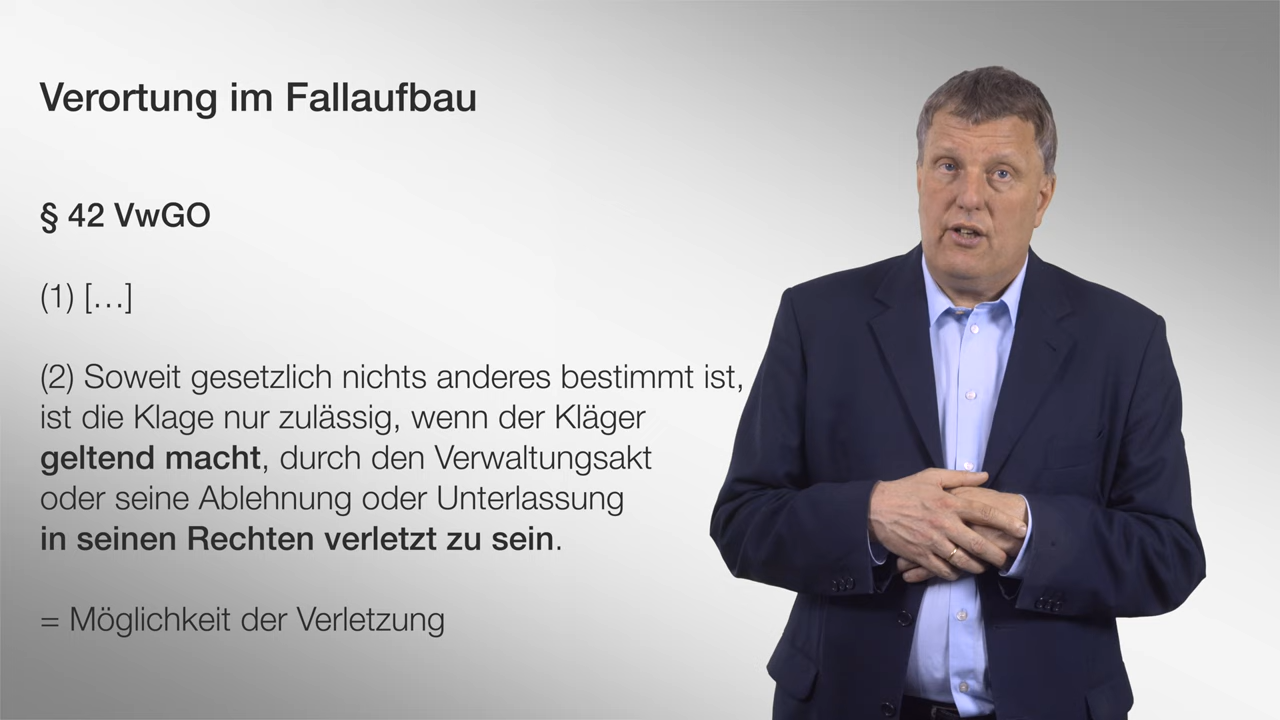 Verortung im Fallaufbau
§ 42 VwGO
(1) […]
(2) Soweit gesetzlich nichts anderes bestimmt ist,
ist die Klage nur zulässig, wenn der Kläger
geltend macht, durch den Verwaltungsakt
oder seine Ablehnung oder Unterlassung
in seinen Rechten verletzt zu sein.
= Möglichkeit der Verletzung